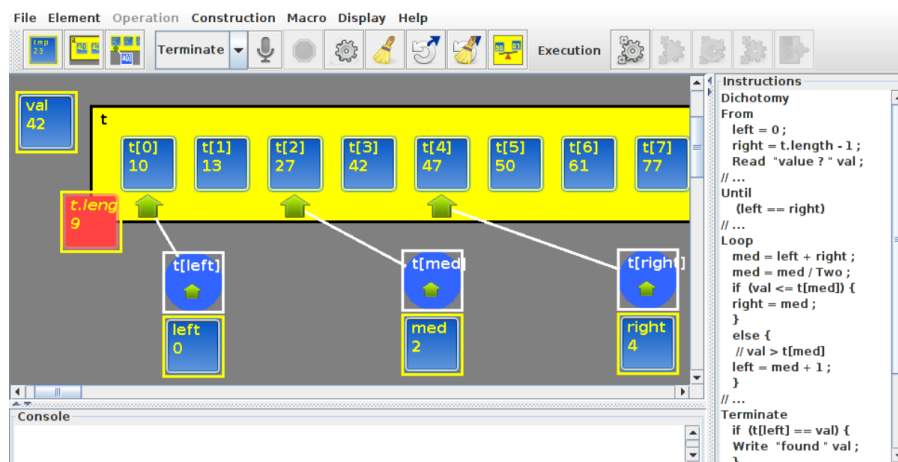 File Element Operation Construction Macro Display Help
tmp
23
Terminate
Execution
val
42
t
t[0]
10
t[1]
13
t[2]
27
t[3]
42
t[4]
47
t[5]
50
t[6]
61
t[7]
77
t.leng
9
t[left]
t[med]
t[right]
left
0
med
2
right
4
Console
Instructions
Dichotomy
From
left = 0 ;
right = t.length - 1 ;
Read "value ? " val ;
// ...
Until
(left == right)
// ...
Loop
med = left + right ;
med = med / Two ;
if (val <= t[med]) {
right = med ;
}
else {
// val > t[med]
left = med + 1 ;
}
// ...
Terminate
if (t[left] == val) {
Write "found " val ;
}